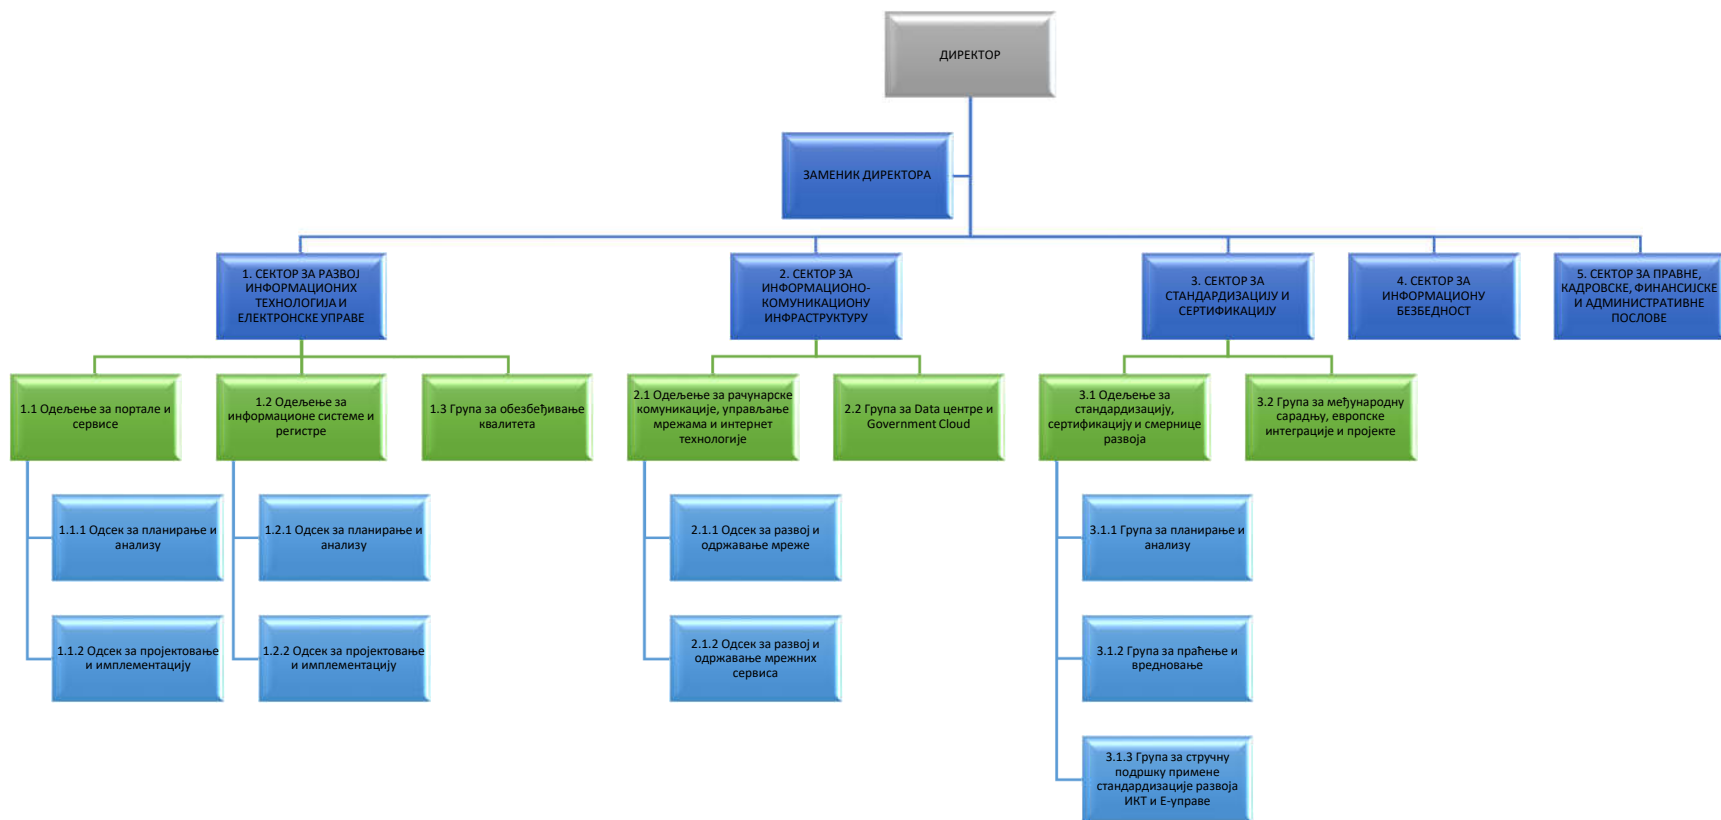 ДИРЕКТОР
ЗАМЕНИК ДИРЕКТОРА
1. СЕКТОР ЗА РАЗВОЈ
ИНФОРМАЦИОНИХ
ТЕХНОЛОГИЈА И
ЕЛЕКТРОНСКЕ УПРАВЕ
2. СЕКТОР ЗА
ИНФОРМАЦИОНО-
КОМУНИКАЦИОНУ
ИНФРАСТРУКТУРУ
3. СЕКТОР ЗА
СТАНДАРДИЗАЦИЈУ И
СЕРТИФИКАЦИЈУ
4. СЕКТОР ЗА
ИНФОРМАЦИОНУ
БЕЗБЕДНОСТ
5. СЕКТОР ЗА ПРАВНЕ,
КАДРОВСКЕ, ФИНАНСИЈСКЕ
И АДМИНИСТРАТИВНЕ
ПОСЛОВЕ
1.1 Одељење за портале и
сервисе
1.2 Одељење за
информационе системе и
регистре
1.3 Група за обезбеђивање
квалитета
2.1 Одељење за рачунарске
комуникације, управљање
мрежама и интернет
технологије
2.2 Група за Data центре и
Government Cloud
3.1 Одељење за
стандардизацију,
сертификацију и смернице
развоја
3.2 Група за међународну
сарадњу, европске
интеграције и пројекте
1.1.1 Одсек за планирање и
анализу
1.2.1 Одсек за планирање и
анализу
2.1.1 Одсек за развој и
одржавање мреже
3.1.1 Група за планирање и
анализу
1.1.2 Одсек за пројектовање
и имплементацију
1.2.2 Одсек за пројектовање
и имплементацију
2.1.2 Одсек за развој и
одржавање мрежних
сервиса
3.1.2 Група за праћење и
вредновање
3.1.3 Група за стручну
подршку примене
стандардизације развоја
ИКТ и Е-управе